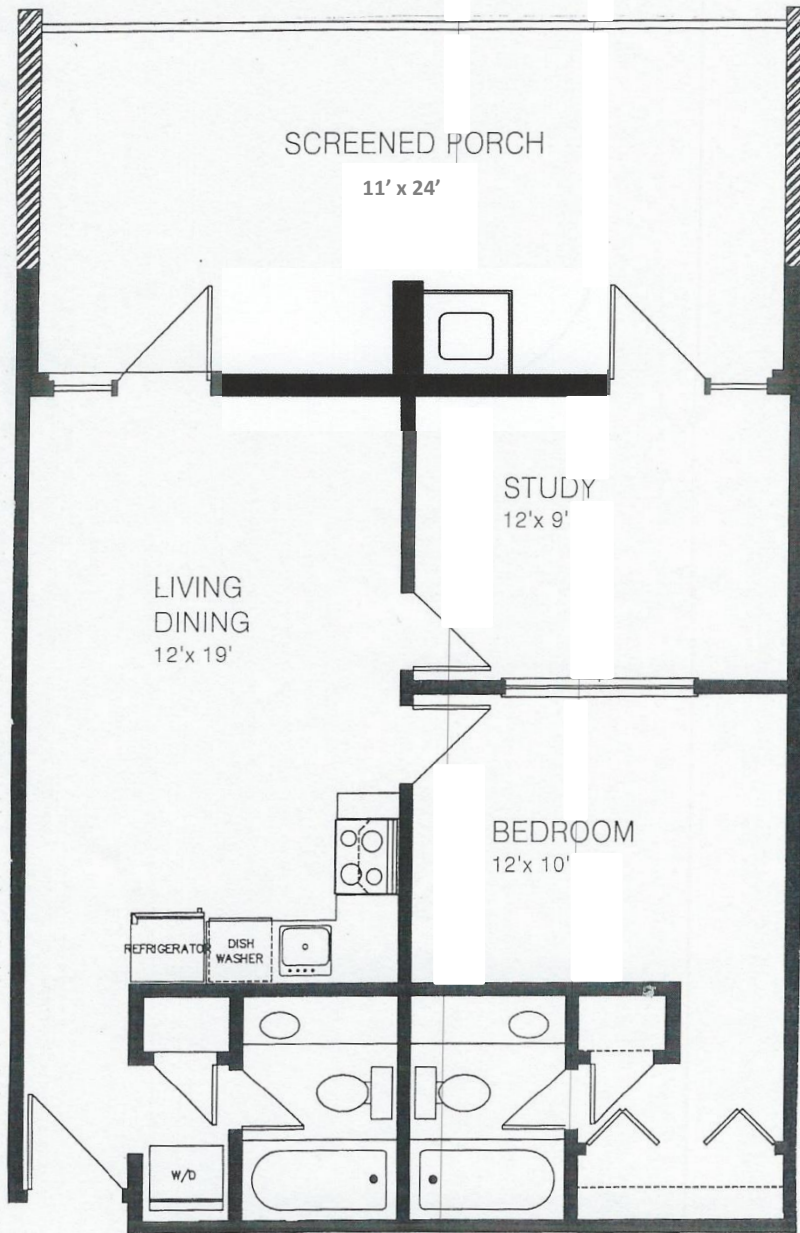 SCREENED PORCH
11’ x 24’
STUDY
12'x 9'
LIVING
DINING
12'x 19'
BEDROOM
12'x 10'
REFRIGERATOR
DISH
WASHER
W/D